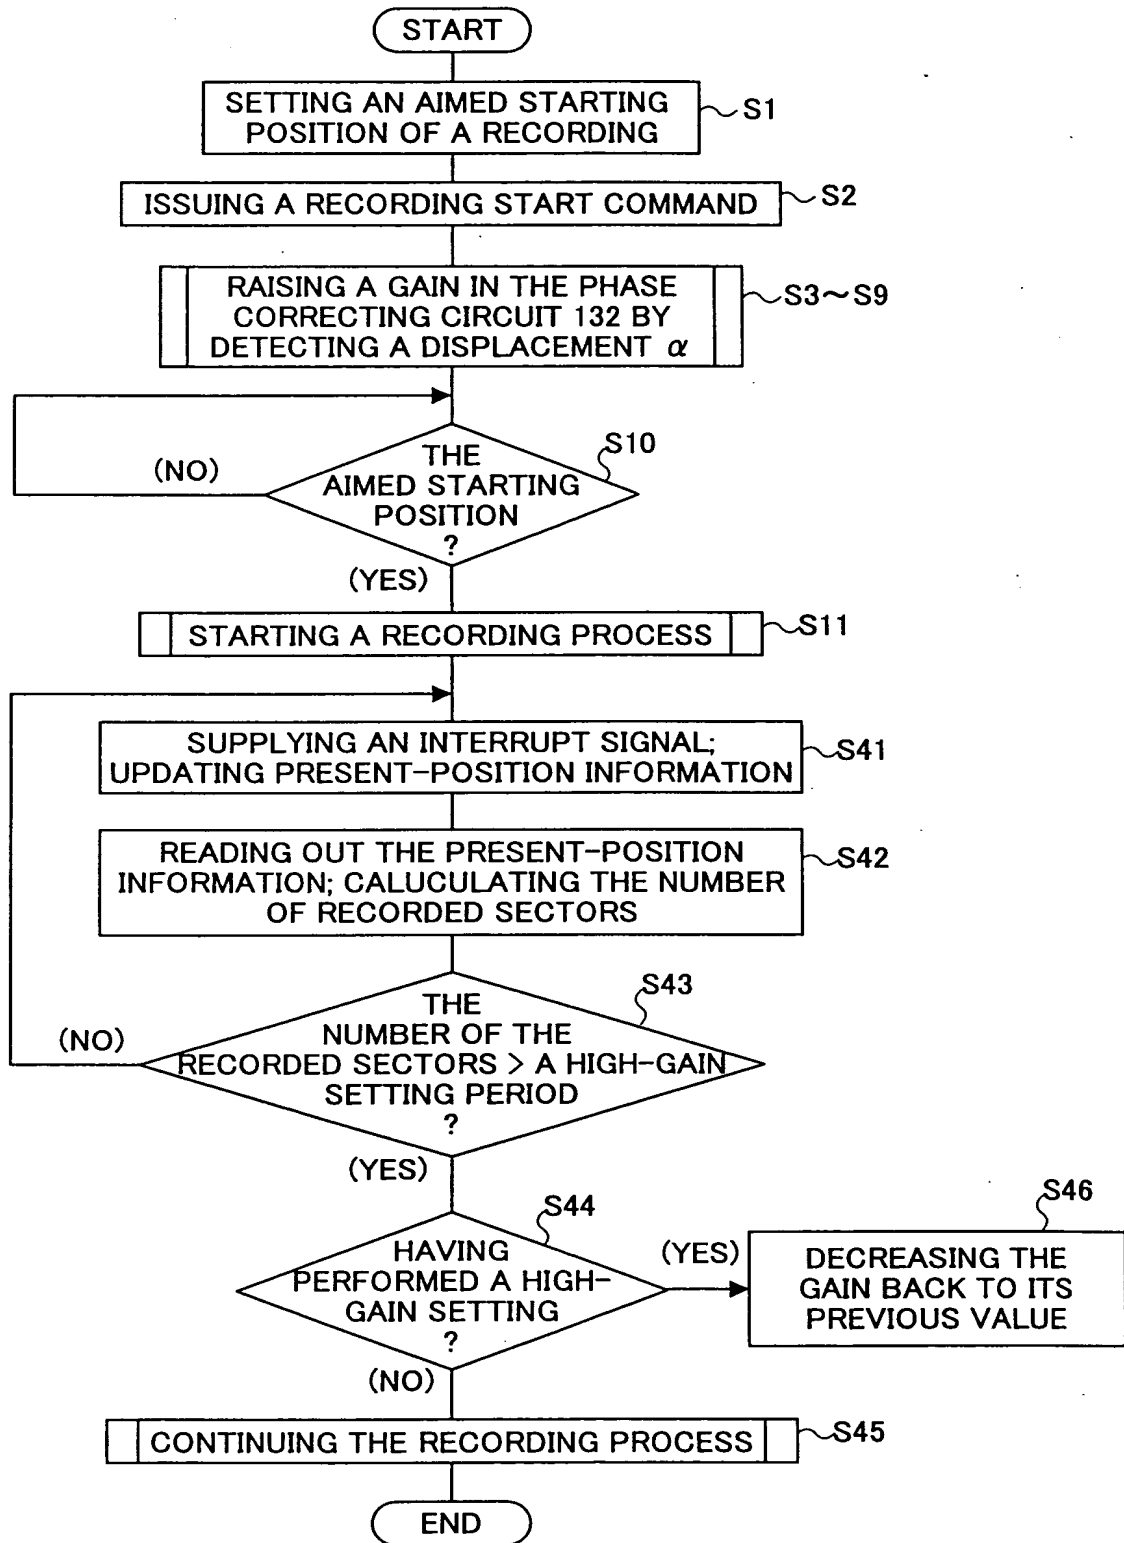 START
SETTING AN AIMED STARTING
POSITION OF A RECORDING
S1
ISSUING A RECORDING START COMMAND
S2
RAISING A GAIN IN THE PHASE
CORRECTING CIRCUIT 132 BY
DETECTING A DISPLACEMENT α
S3~S9
S10
THE
AIMED STARTING
POSITION
?
(NO)
(YES)
STARTING A RECORDING PROCESS
S11
SUPPLYING AN INTERRUPT SIGNAL;
UPDATING PRESENT-POSITION INFORMATION
S41
READING OUT THE PRESENT-POSITION
INFORMATION; CALUCULATING THE NUMBER
OF RECORDED SECTORS
S42
S43
THE
NUMBER OF THE
RECORDED SECTORS > A HIGH-GAIN
SETTING PERIOD
?
(NO)
(YES)
S44
HAVING
PERFORMED A HIGH-
GAIN SETTING
?
(YES)
S46
DECREASING THE
GAIN BACK TO ITS
PREVIOUS VALUE
(NO)
CONTINUING THE RECORDING PROCESS
S45
END